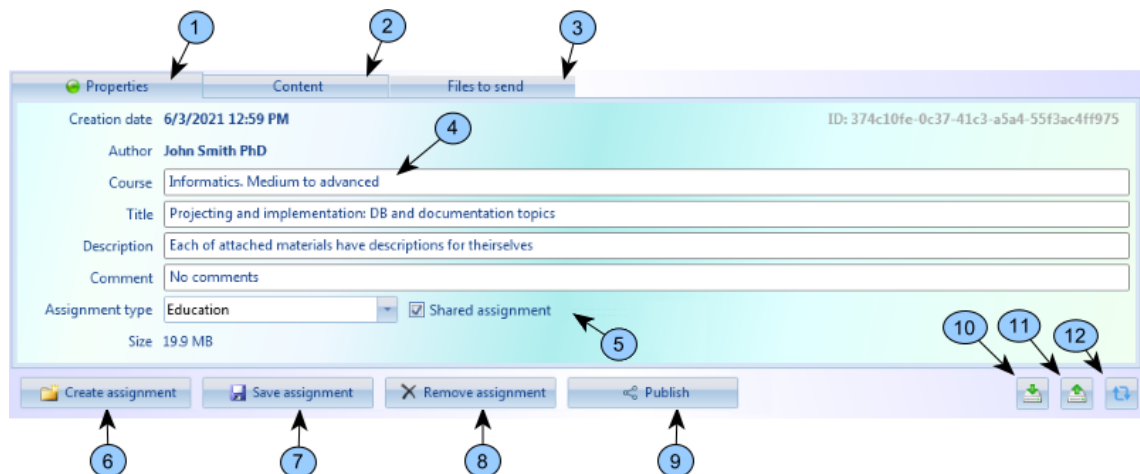 1
2
3
Properties
Content
Files to send
Creation date 6/3/2021 12:59 PM
ID: 374c10fe-0c37-41c3-a5a4-55f3ac4ff975
4
Author John Smith PhD
Course Informatics. Medium to advanced
Title Projecting and implementation: DB and documentation topics
Description Each of attached materials have descriptions for theirselves
Comment No comments
Assignment type Education Shared assignment
5
Size 19.9 MB
10
11
12
Create assignment
Save assignment
Remove assignment
Publish
6
7
8
9